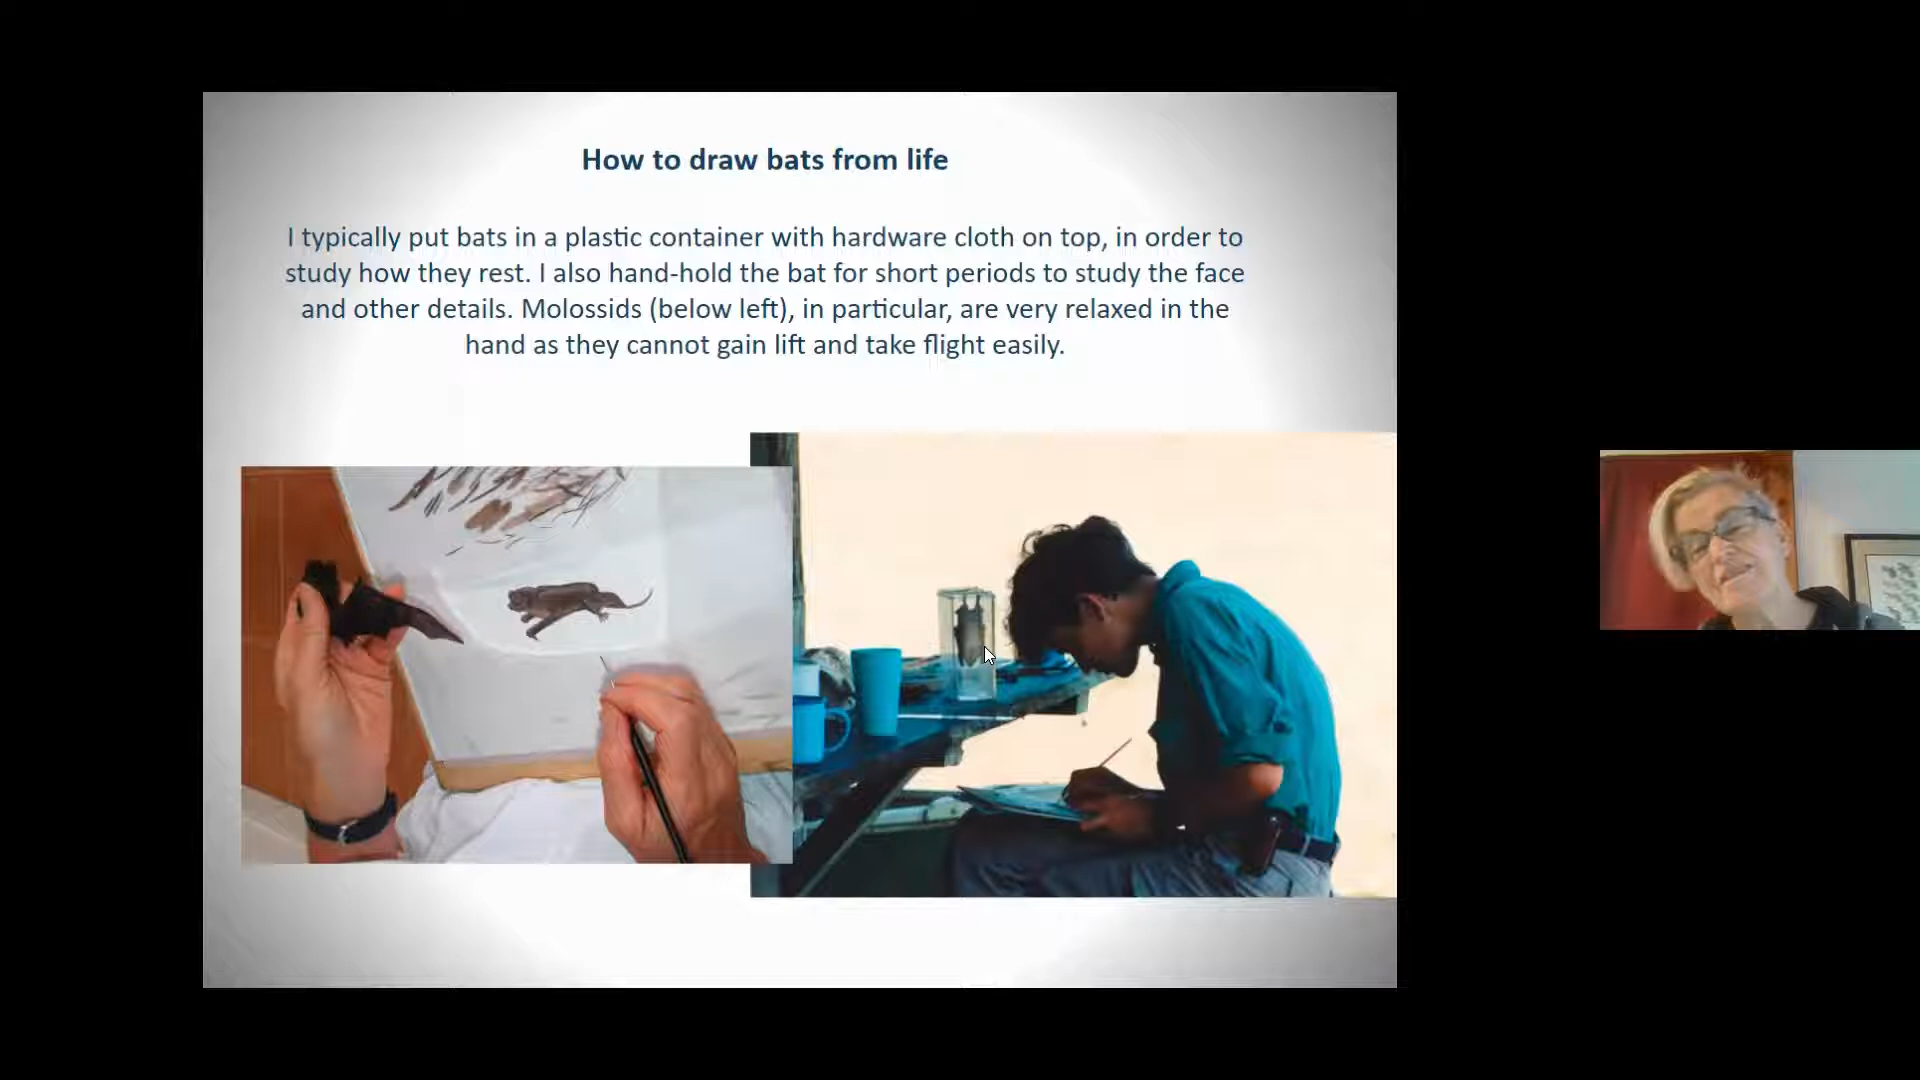 How to draw bats from life
I typically put bats in a plastic container with hardware cloth on top, in order to
study how they rest. I also hand-hold the bat for short periods to study the face
and other details. Molossids (below left), in particular, are very relaxed in the
hand as they cannot gain lift and take flight easily.